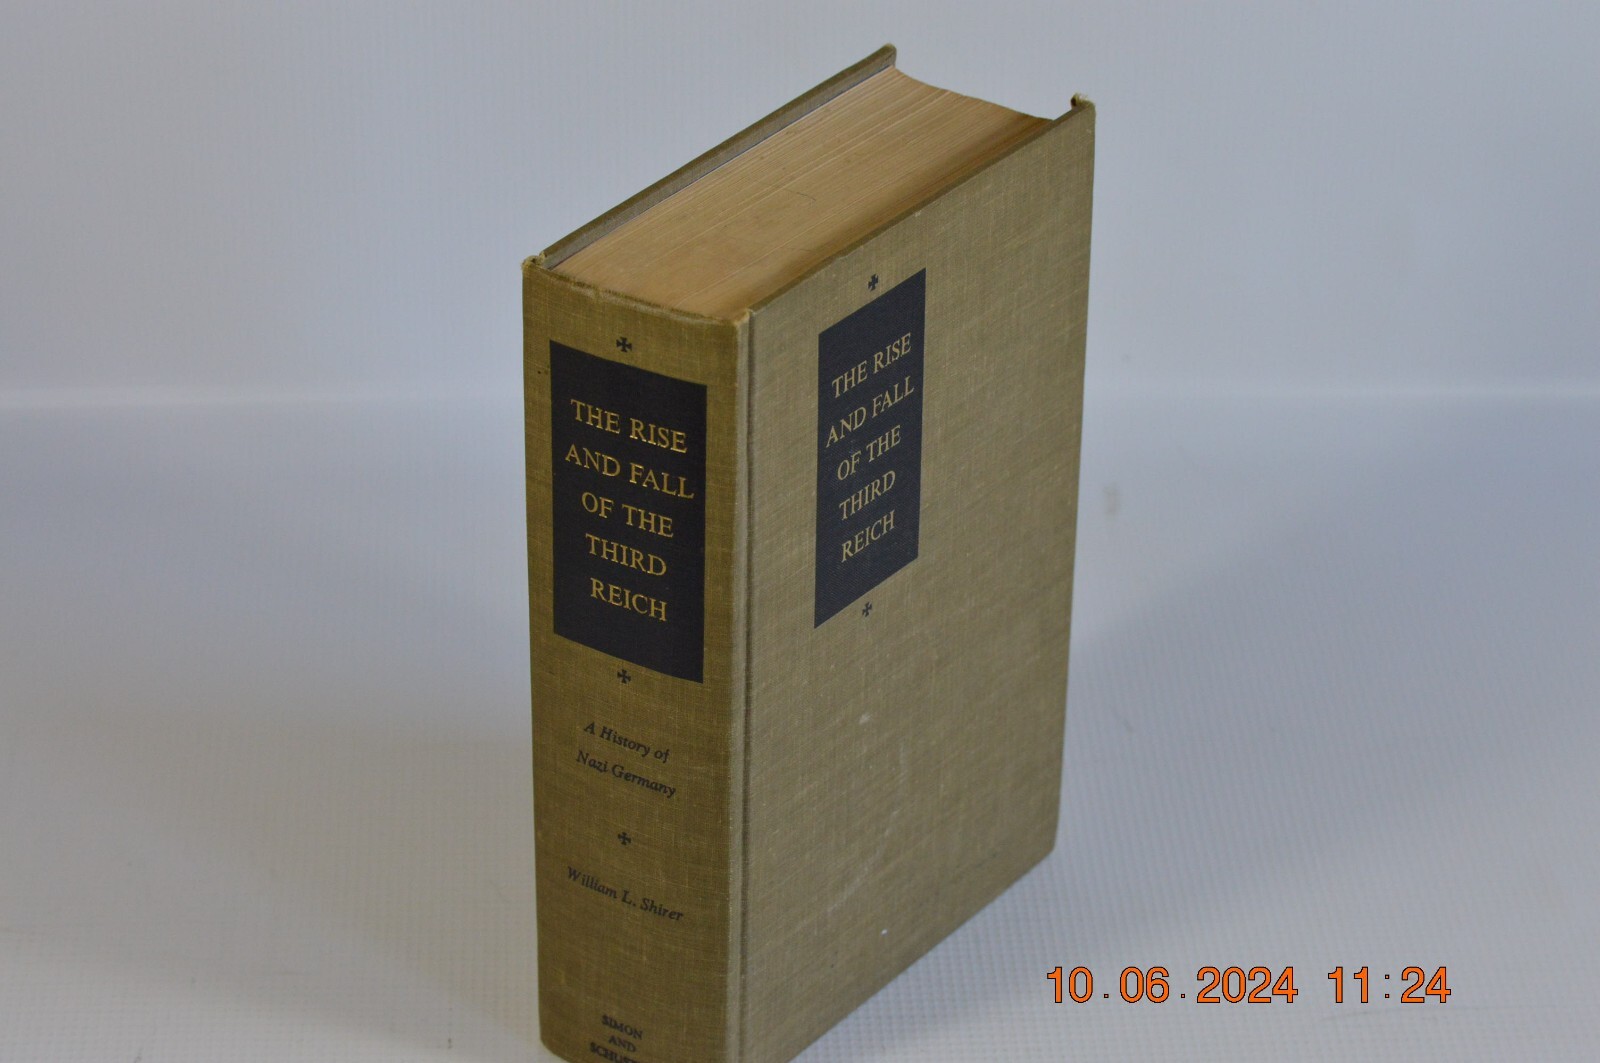 THE RISE
AND FALL
OF THE
THIRD
REICH
A History of
Nazi Germany
William L. Shirer
SIMON
AND
THE RISE
AND FALL
OF THE
THIRD
REICH
10.06.2024 11:24